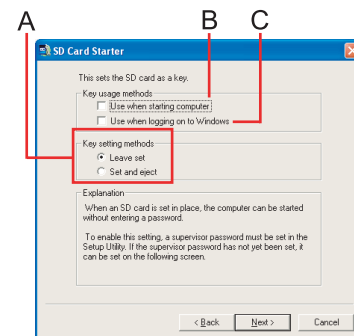 A
B
C
SD Card Starter
This sets the SD card as a key.
Key usage methods
Use when starting computer
Use when logging on to Windows
Key setting methods
Leave set
Set and eject
Explanation
When an SD card is set in place, the computer can be started
without entering a password.
To enable this setting, a supervisor password must be set in the
Setup Utility. If the supervisor password has not yet been set, it
can be set on the following screen.
< Back
Next >
Cancel